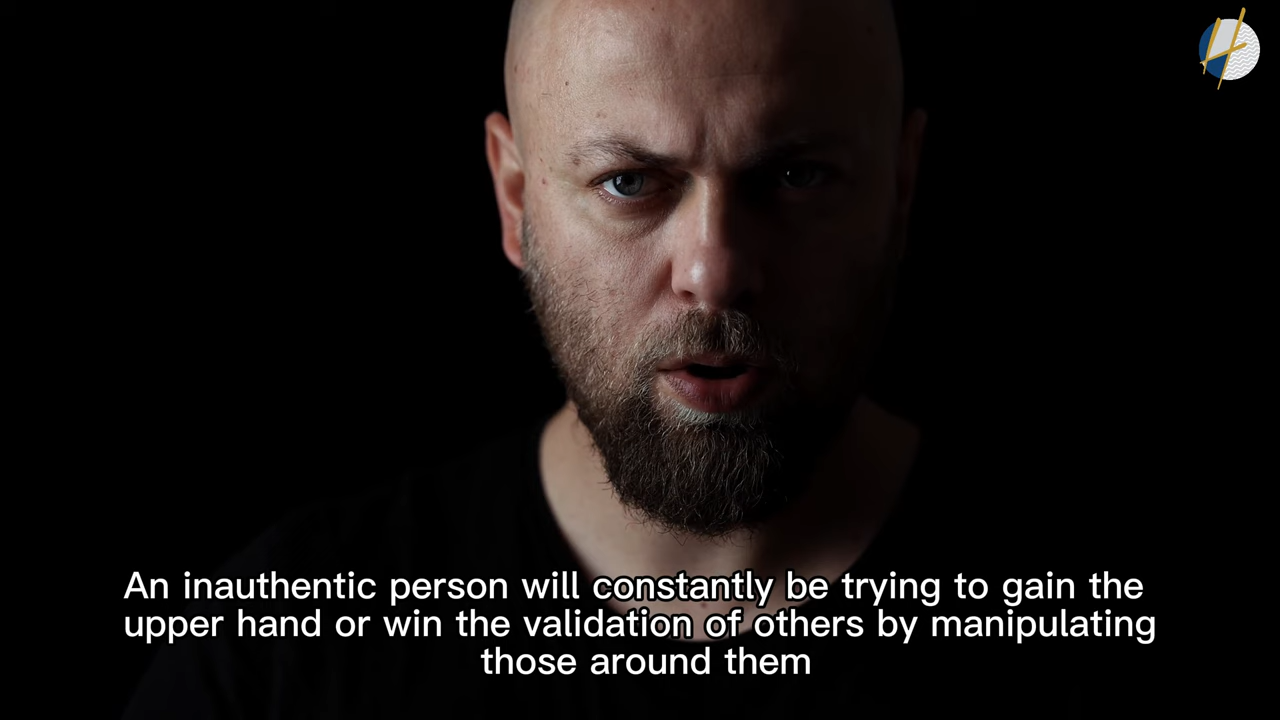 An inauthentic person will constantly be trying to gain the
upper hand or win the validation of others by manipulating
those around them